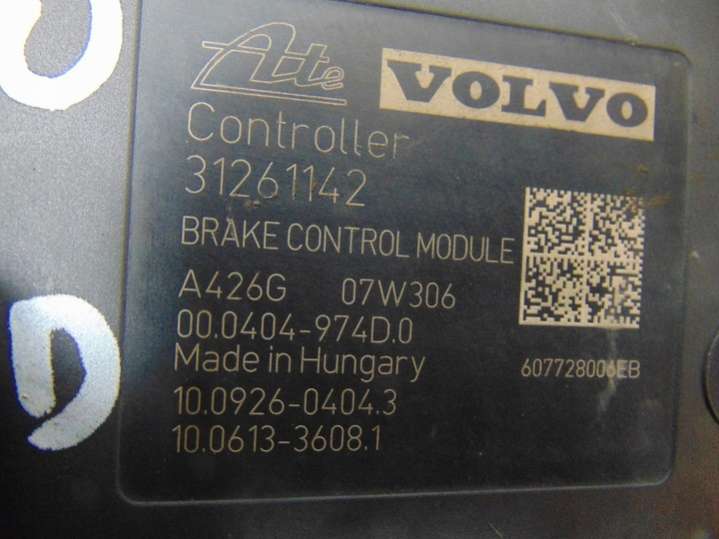 Ate VOLVO
Controller
31261142
BRAKE CONTROL MODULE
A426G 07W306
00.0404-974D.0
Made in Hungary
607728006EB
10.0926-0404.3
10.0613-3608.1